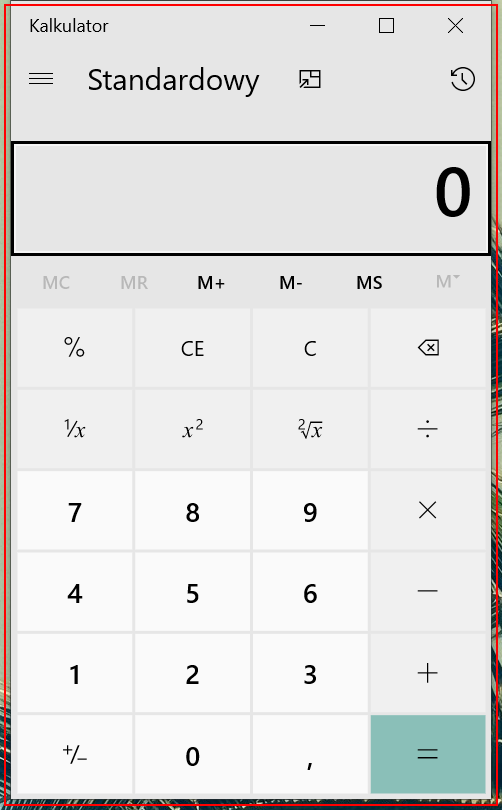 Kalkulator
Standardowy
0
MC MR M+ M- MS M˅
% CE C
¹/x x² ²√x ÷
7 8 9 ×
4 5 6 −
1 2 3 +
+/− 0 , =